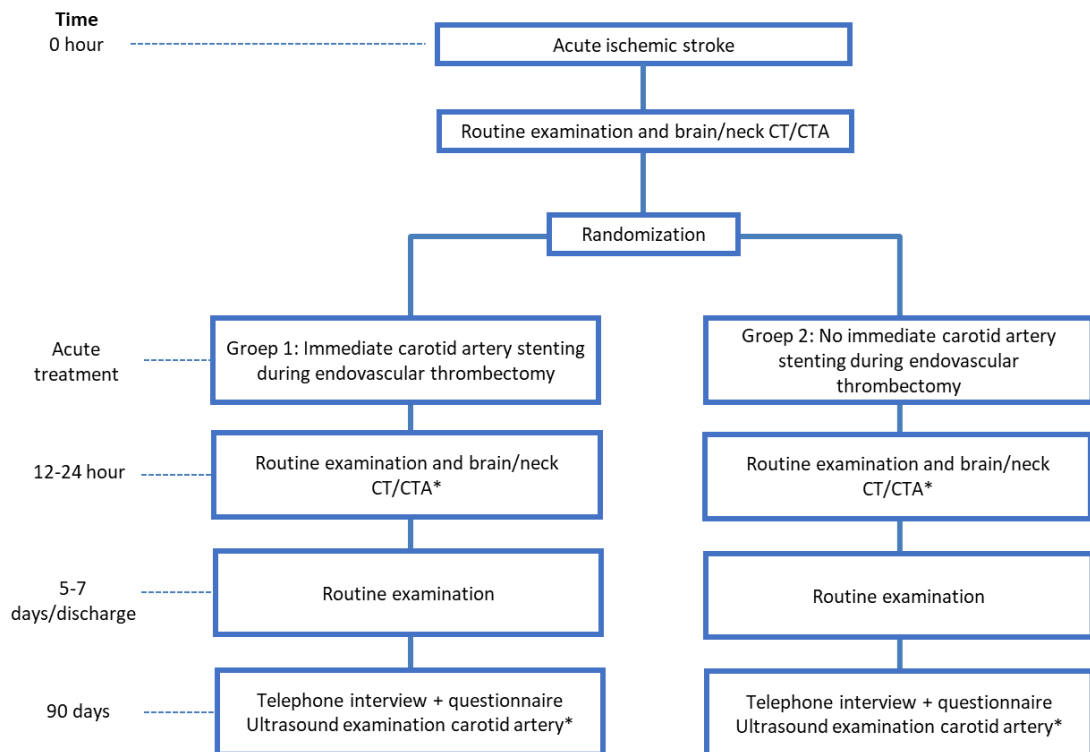 Time
0 hour
Acute ischemic stroke
Routine examination and brain/neck CT/CTA
Randomization
Acute
treatment
Groep 1: Immediate carotid artery stenting
during endovascular thrombectomy
Groep 2: No immediate carotid artery
stenting during endovascular
thrombectomy
12-24 hour
Routine examination and brain/neck
CT/CTA*
Routine examination and brain/neck
CT/CTA*
5-7
days/discharge
Routine examination
Routine examination
90 days
Telephone interview + questionnaire
Ultrasound examination carotid artery*
Telephone interview + questionnaire
Ultrasound examination carotid artery*